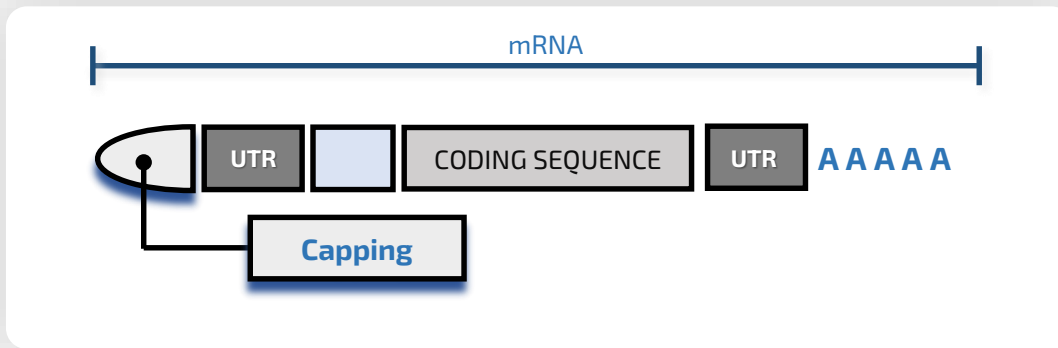 mRNA
UTR
CODING SEQUENCE
UTR
A A A A A
Capping